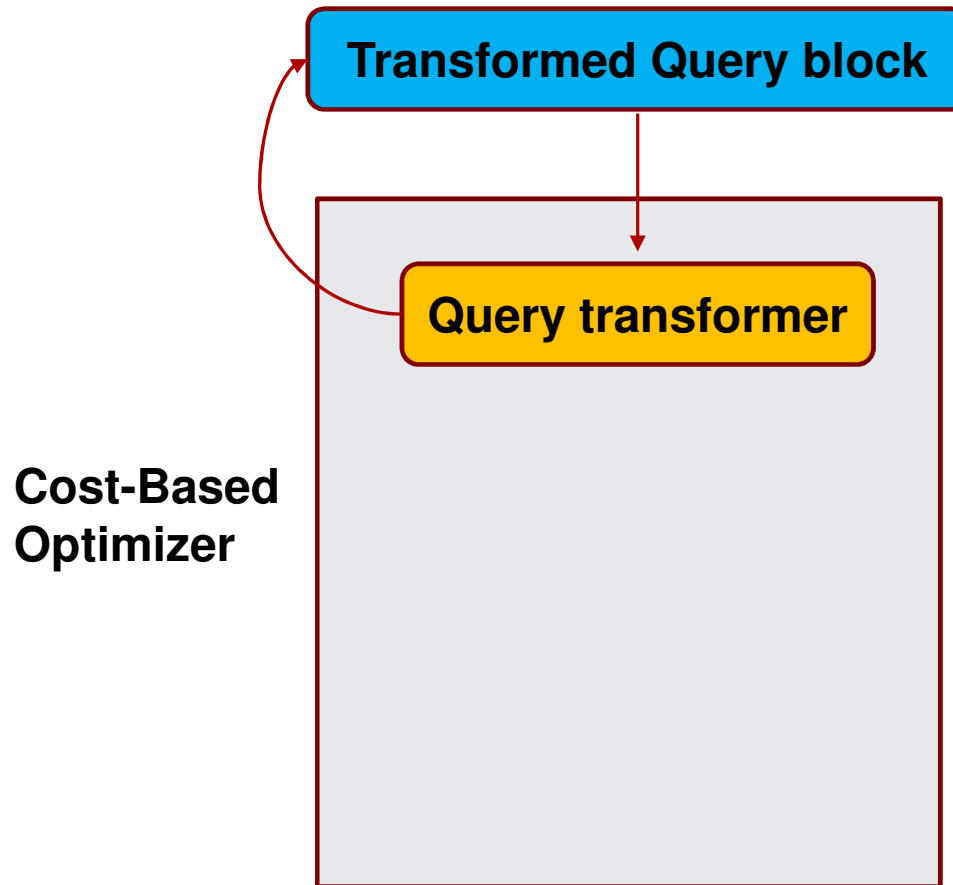 Transformed Query block
Query transformer
Cost-Based
Optimizer